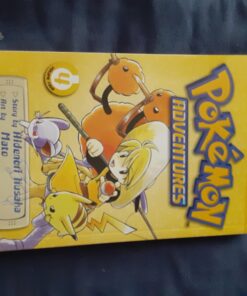 POKéMON
ADVENTURES
4
Story by Hidenori Kusaka
Art by Mato